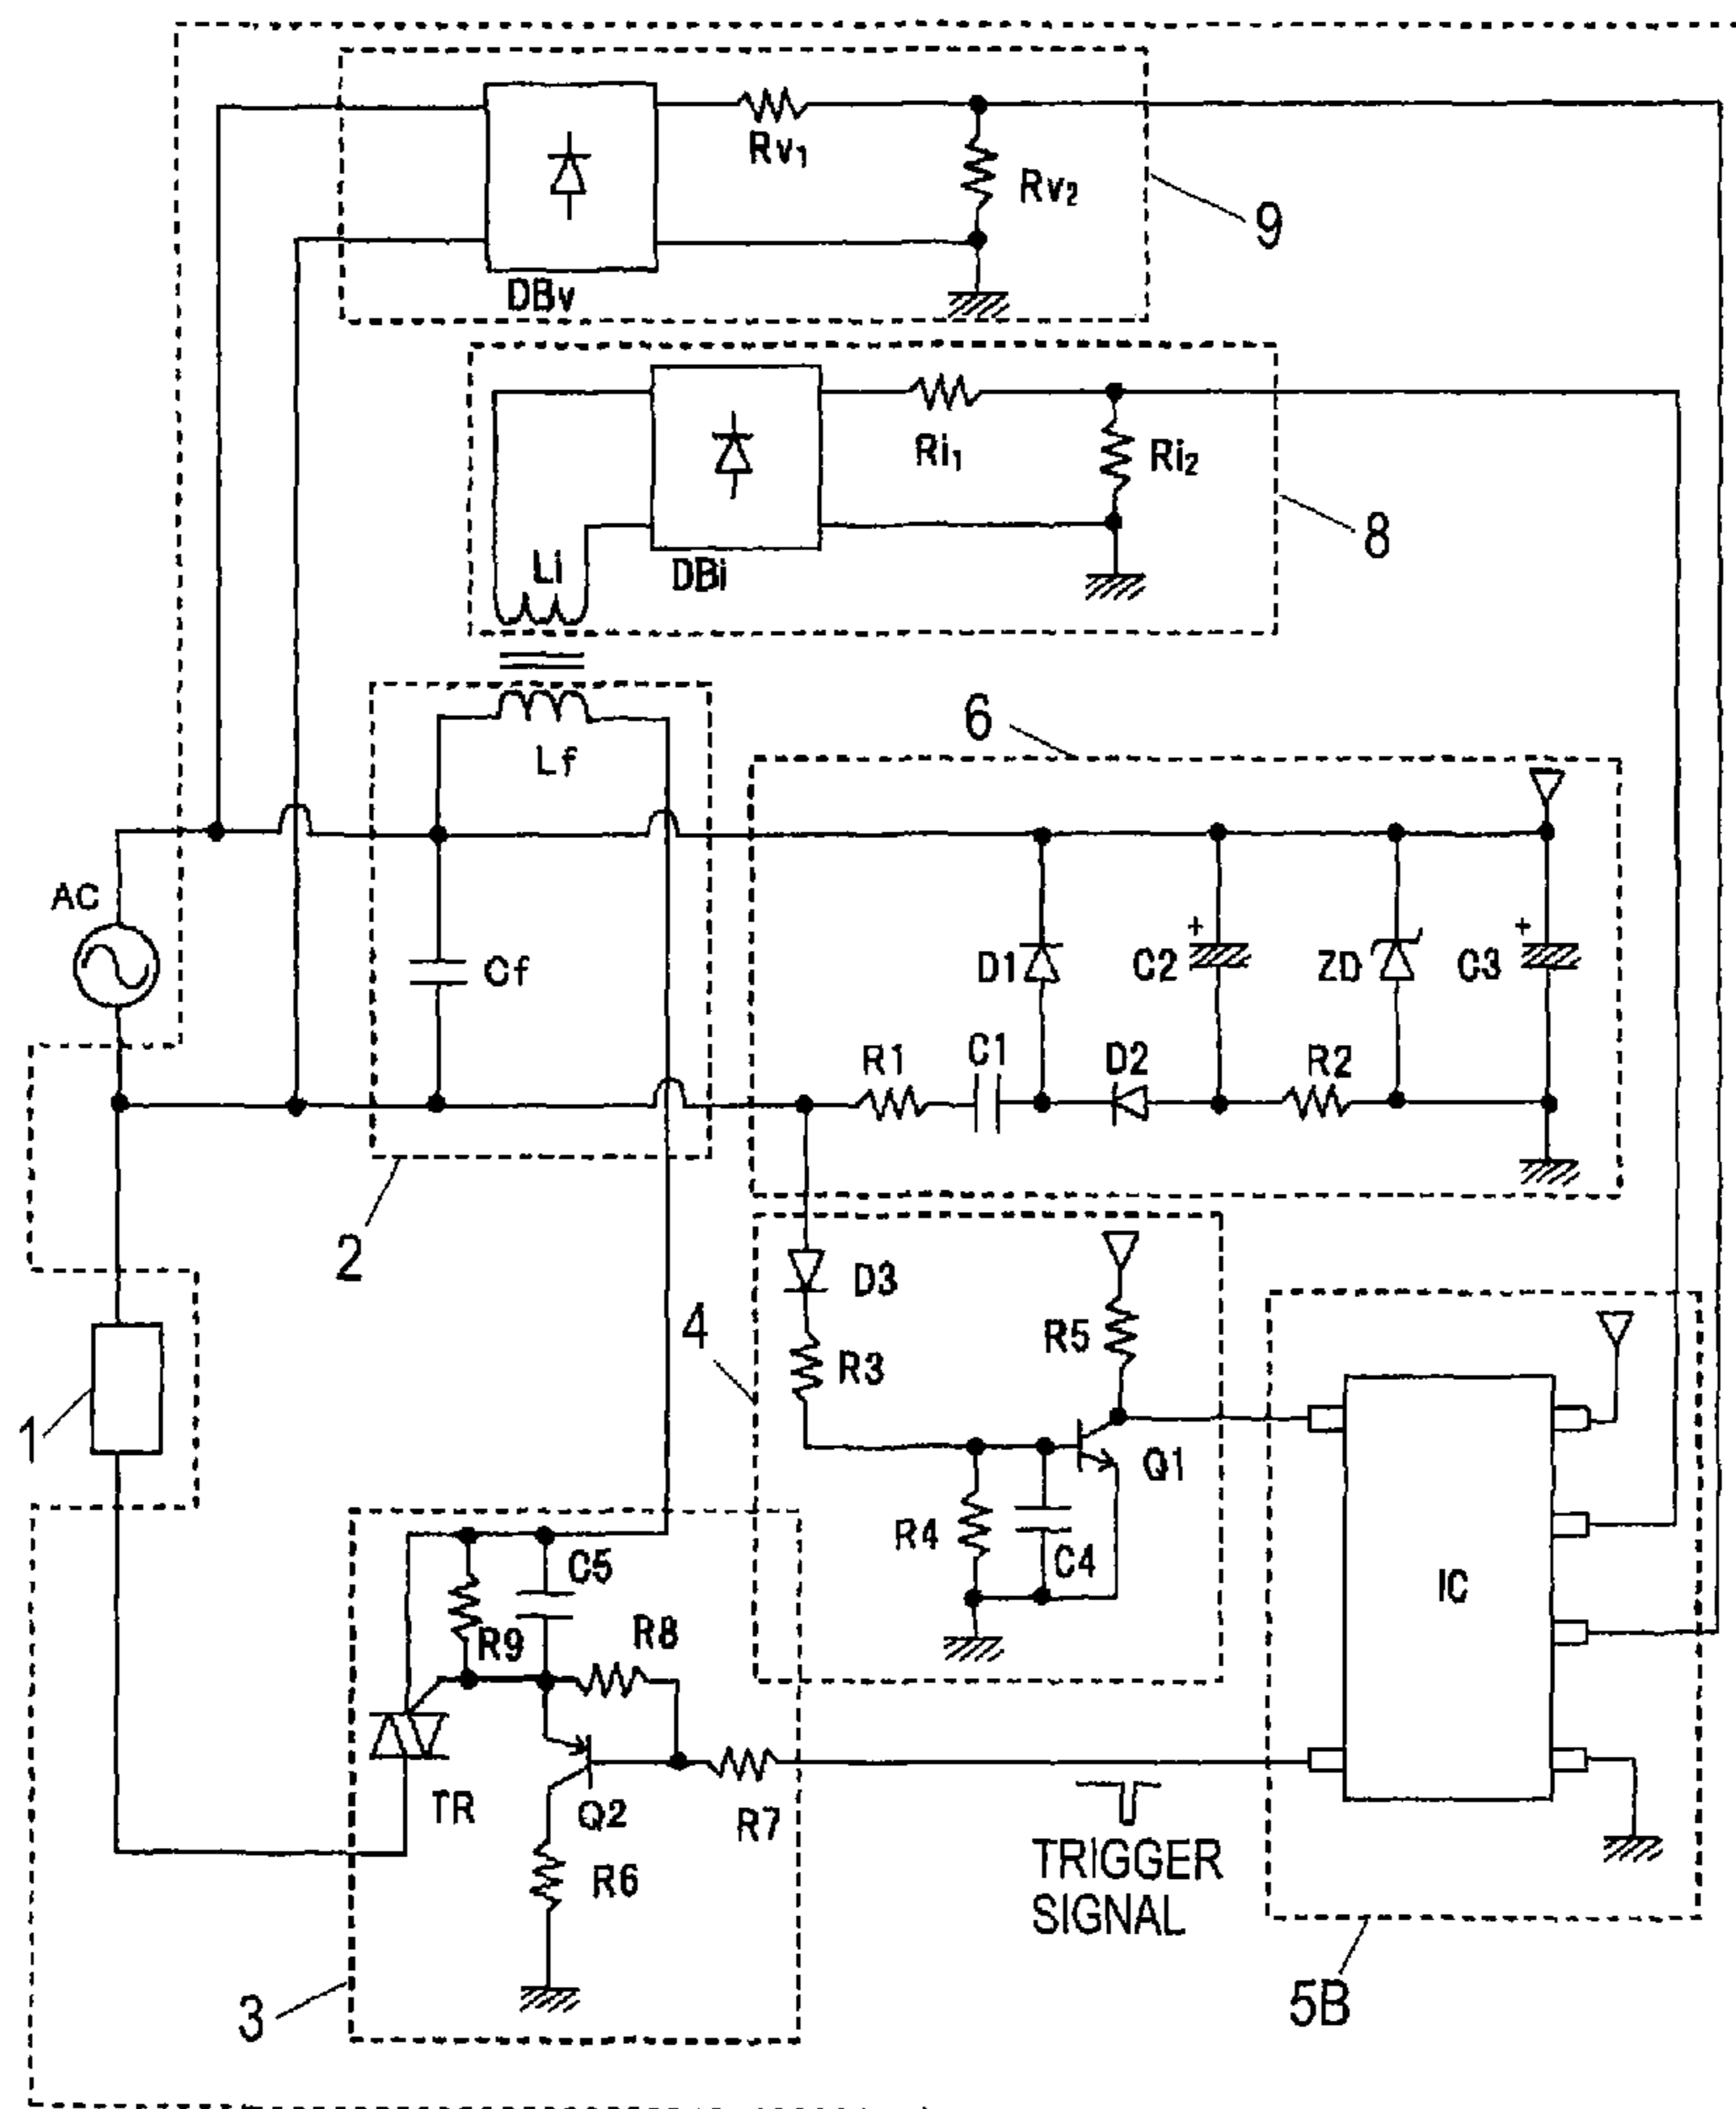 Rv1
Rv2
9
DBv
Ri1
Ri2
8
Li
DBi
6
Lf
AC
Cf
D1
C2
ZD
C3
R1
C1
D2
R2
2
D3
4
R5
R3
1
Q1
R4
C4
IC
C5
R9
R8
TR
Q2
R7
R6
TRIGGER
SIGNAL
3
5B